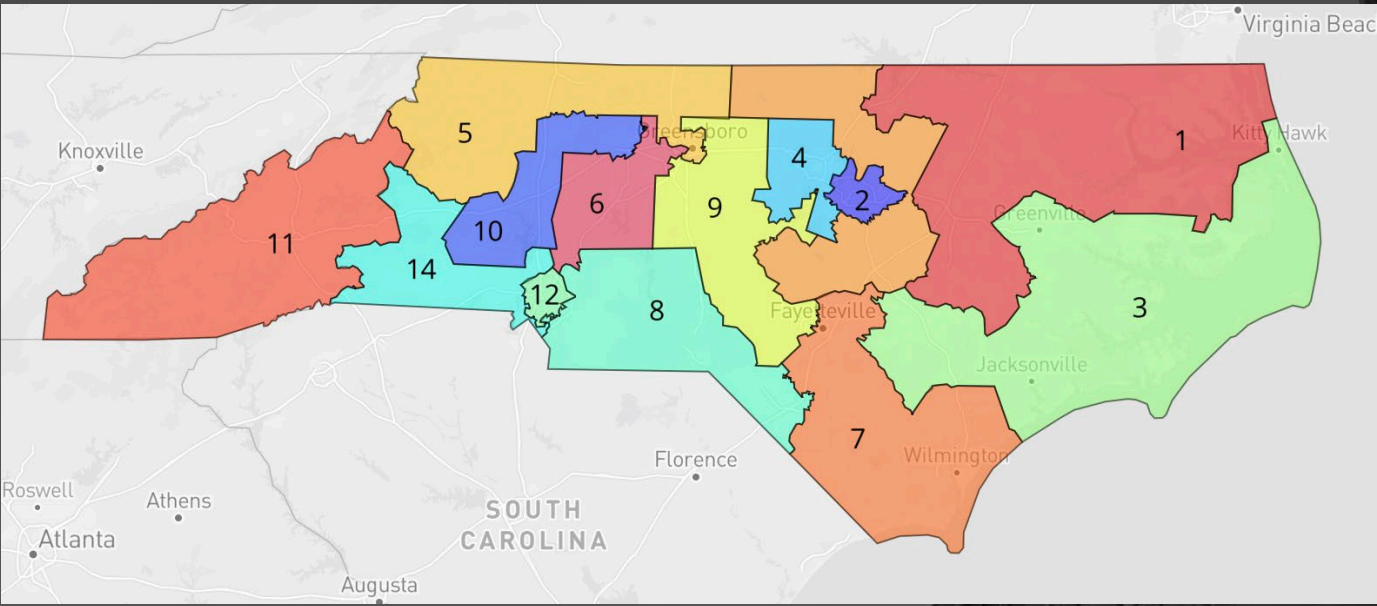 Virginia Beac
Knoxville
Greensboro
5
4
1
Kitty Hawk
2
6
9
Greenville
10
11
14
12
8
3
Fayetteville
Jacksonville
7
Wilmington
Florence
Roswell
Athens
SOUTH
CAROLINA
Atlanta
Augusta